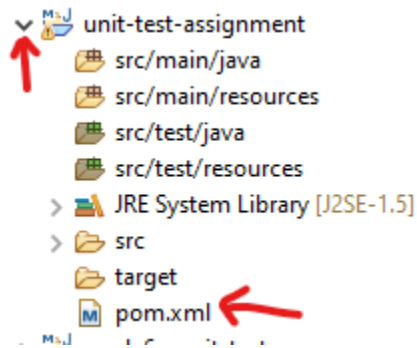 unit-test-assignment
src/main/java
src/main/resources
src/test/java
src/test/resources
JRE System Library [J2SE-1.5]
src
target
pom.xml